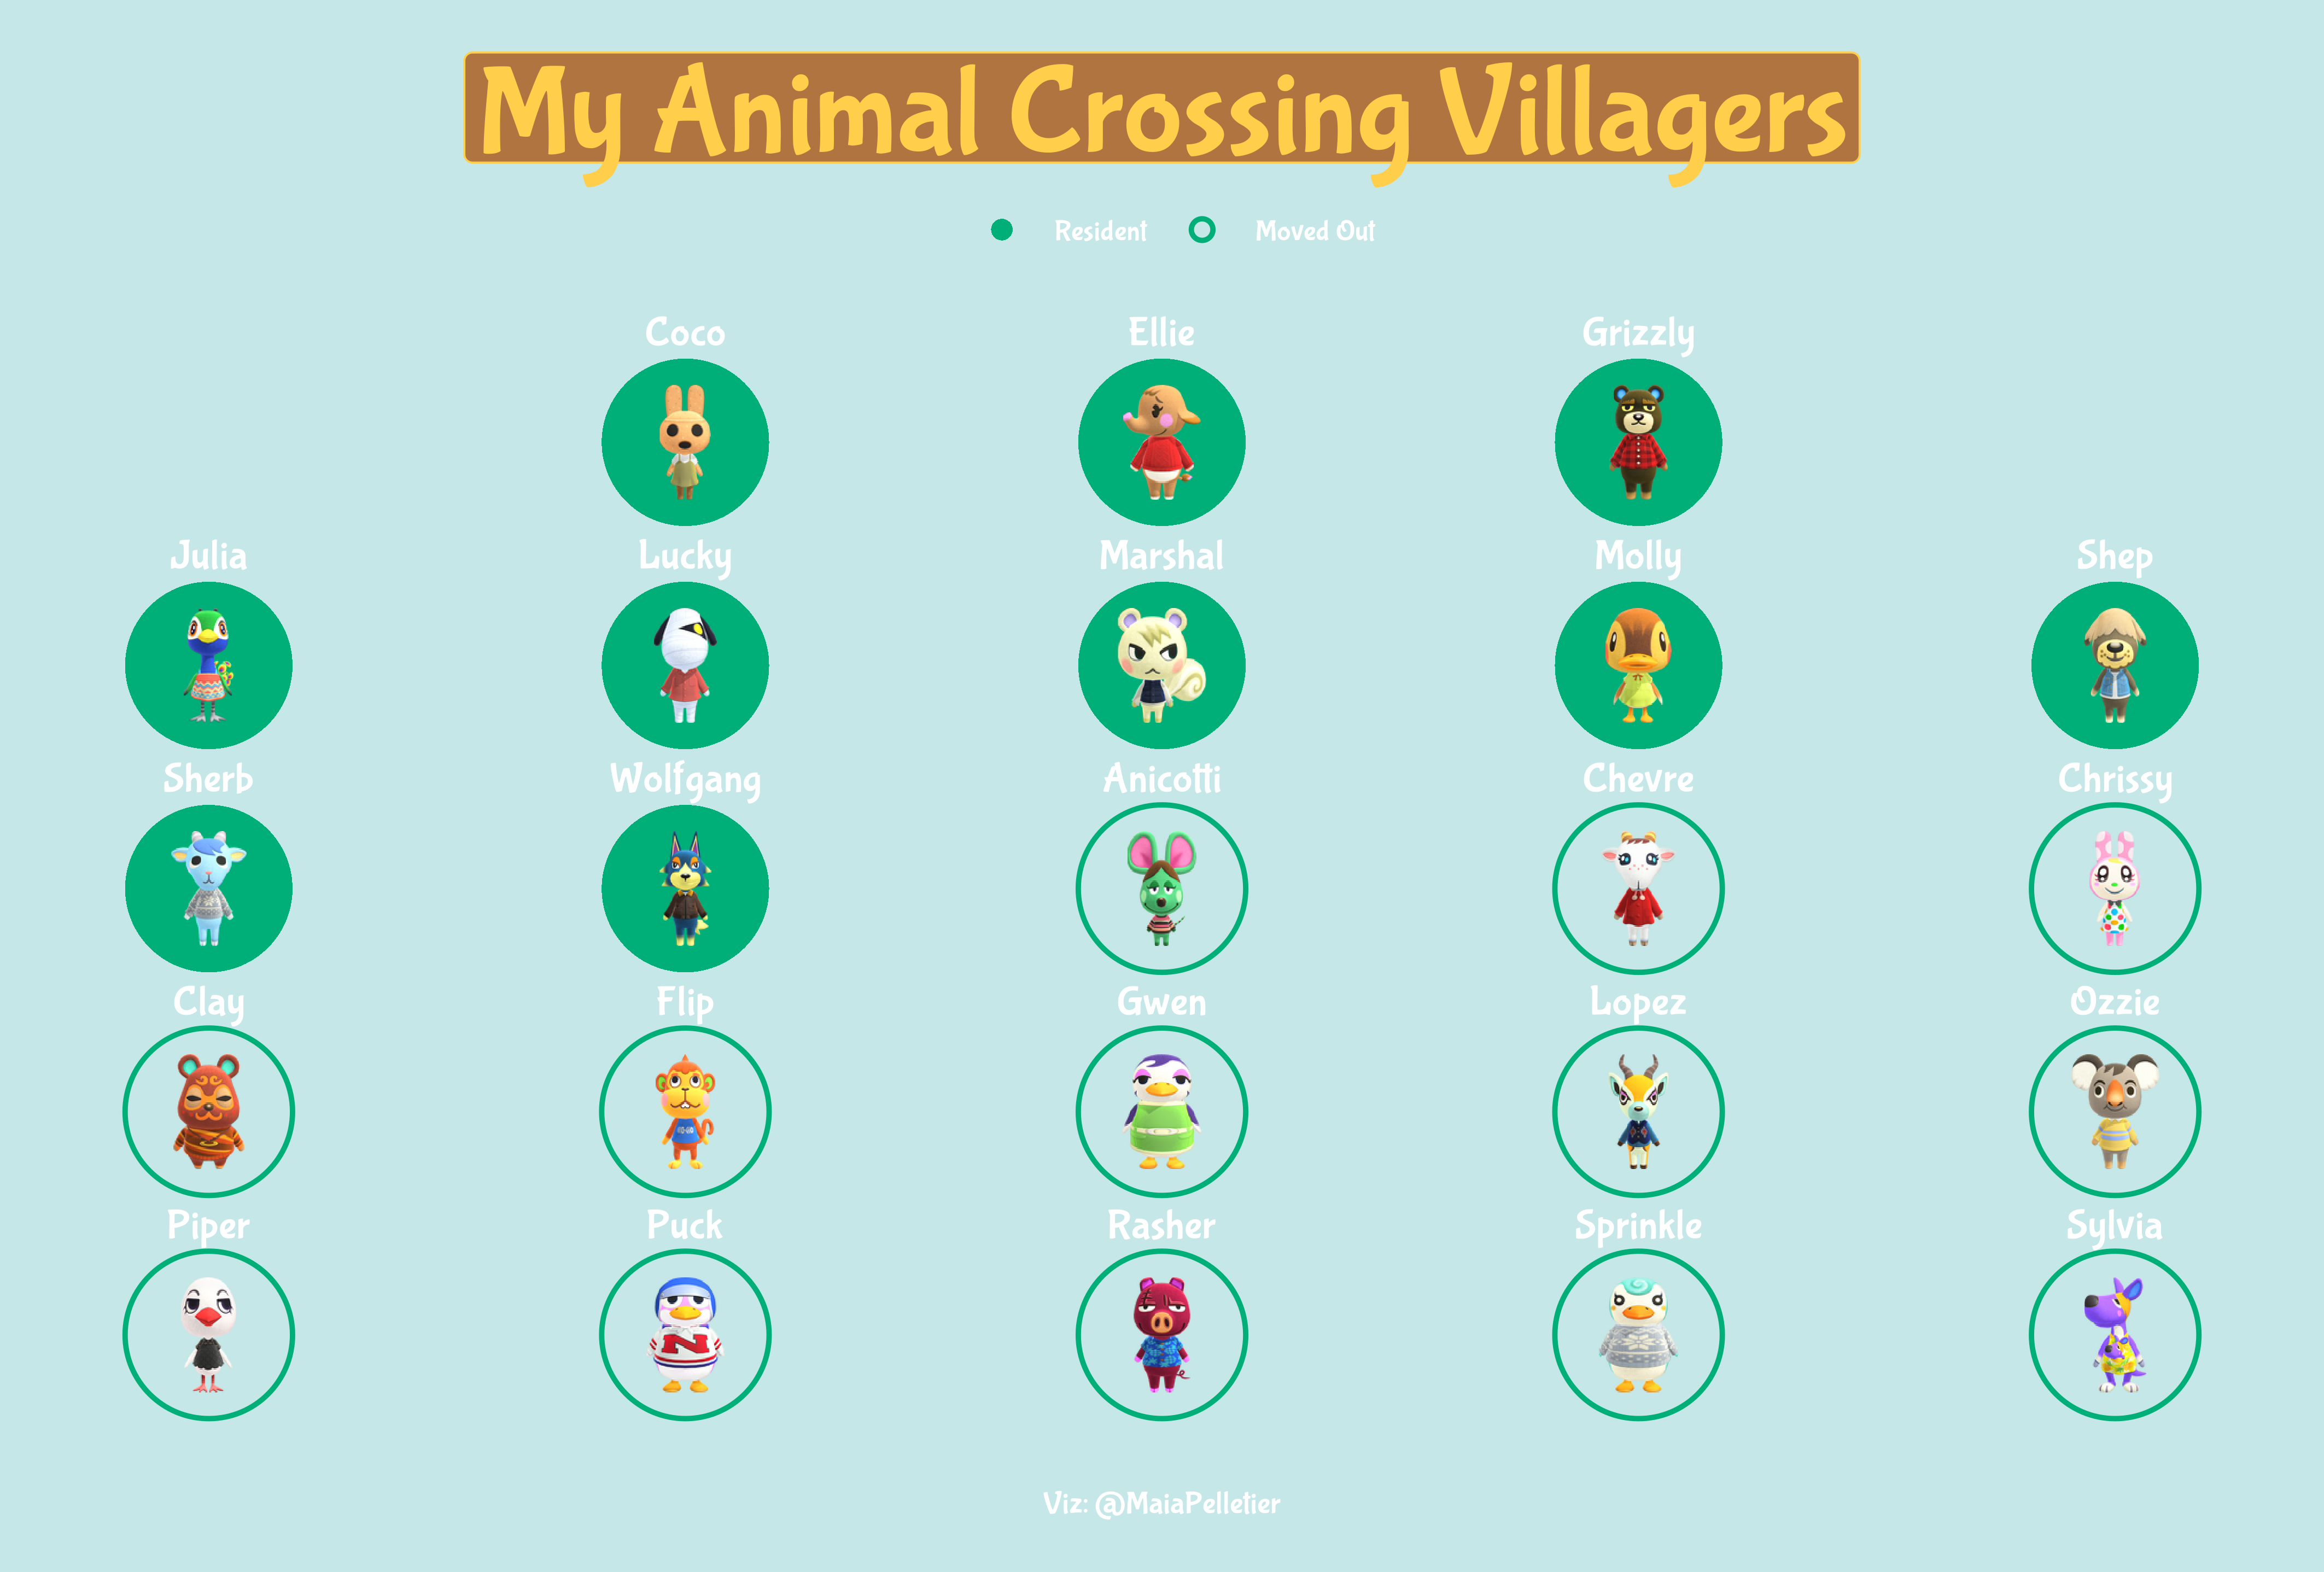 My Animal Crossing Villagers
Resident Moved Out
Coco Ellie Grizzly
Julia Lucky Marshal Molly Shep
Sherb Wolfgang Anicotti Chevre Chrissy
Clay Flip Gwen Lopez Ozzie
Piper Puck Rasher Sprinkle Sylvia
N
Viz: @MaiaPelletier